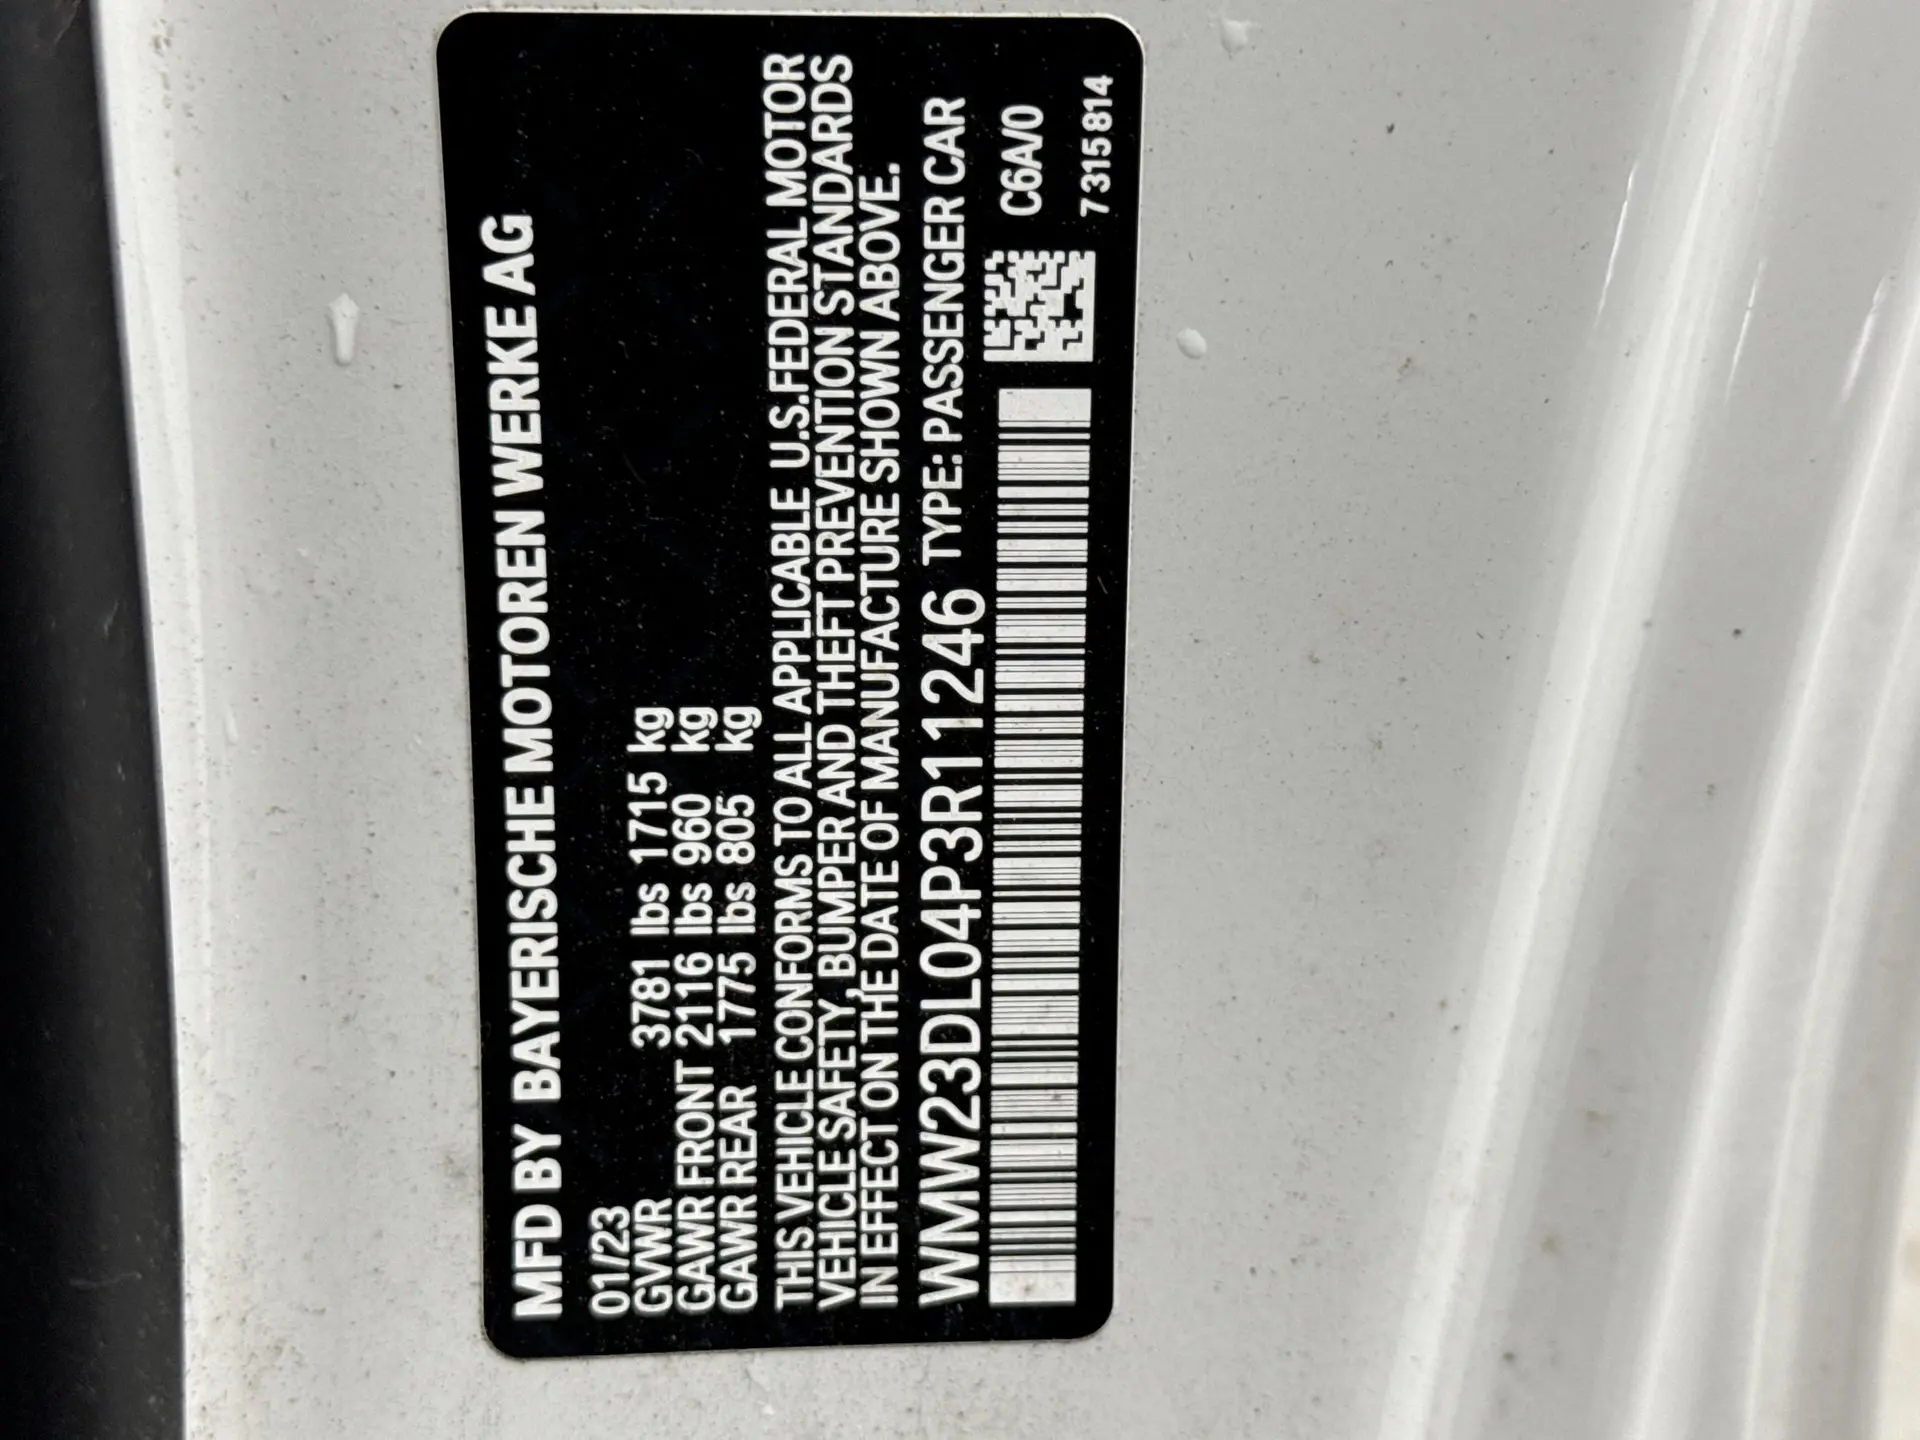 MFD BY BAYERISCHE MOTOREN WERKE AG
01/23
GVWR 3781 lbs 1715 kg
GAWR FRONT 2116 lbs 960 kg
GAWR REAR 1775 lbs 805 kg
THIS VEHICLE CONFORMS TO ALL APPLICABLE U.S.FEDERAL MOTOR
VEHICLE SAFETY, BUMPER AND THEFT PREVENTION STANDARDS
IN EFFECT ON THE DATE OF MANUFACTURE SHOWN ABOVE.
WMW23DL04P3R11246 TYPE: PASSENGER CAR
C6A/0
7315814